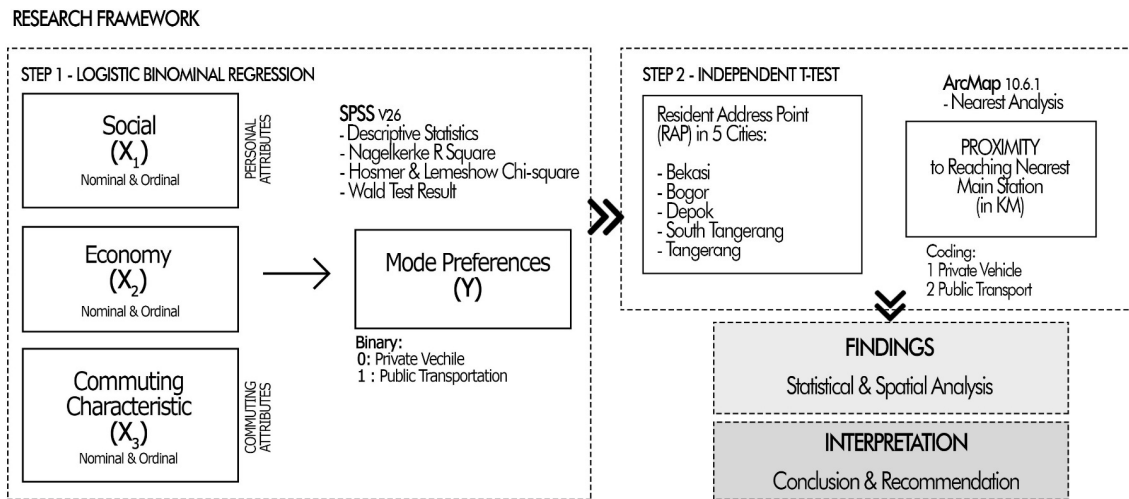 RESEARCH FRAMEWORK
STEP 1 - LOGISTIC BINOMINAL REGRESSION
Social
(X1)
Nominal & Ordinal
PERSONAL
ATTRIBUTES
Economy
(X2)
Nominal & Ordinal
Commuting
Characteristic
(X3)
Nominal & Ordinal
COMMUTING
ATTRIBUTES
SPSS V26
- Descriptive Statistics
- Nagelkerke R Square
- Hosmer & Lemeshow Chi-square
- Wald Test Result
Mode Preferences
(Y)
Binary:
0: Private Vechile
1 : Public Transportation
STEP 2 - INDEPENDENT T-TEST
Resident Address Point
(RAP) in 5 Cities:
- Bekasi
- Bogor
- Depok
- South Tangerang
- Tangerang
ArcMap 10.6.1
- Nearest Analysis
PROXIMITY
to Reaching Nearest
Main Station
(in KM)
Coding:
1 Private Vehicle
2 Public Transport
FINDINGS
Statistical & Spatial Analysis
INTERPRETATION
Conclusion & Recommendation